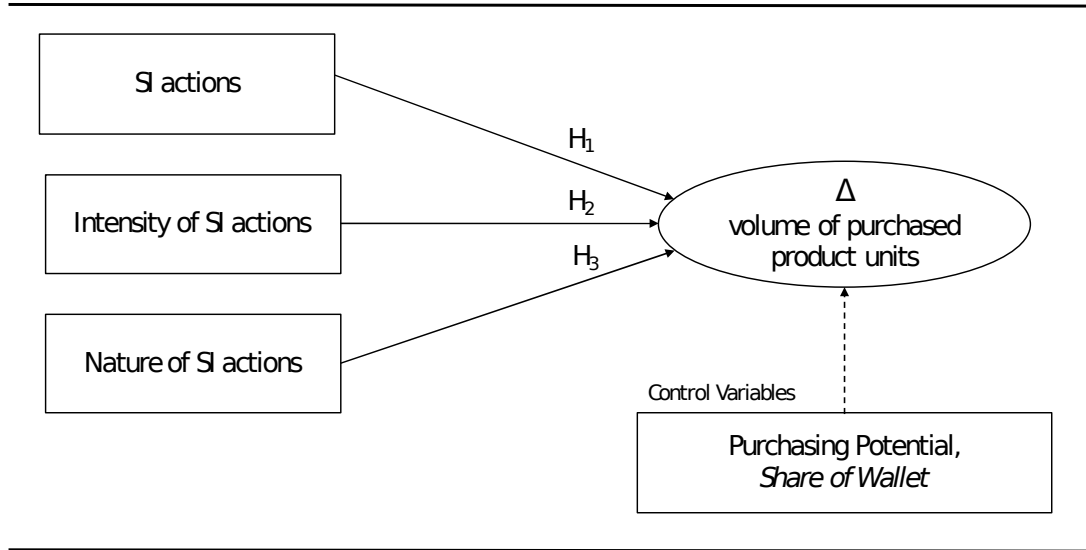 SI actions
H₁
Intensity of SI actions
H₂
Δ
volume of purchased
product units
H₃
Nature of SI actions
Control Variables
Purchasing Potential,
Share of Wallet